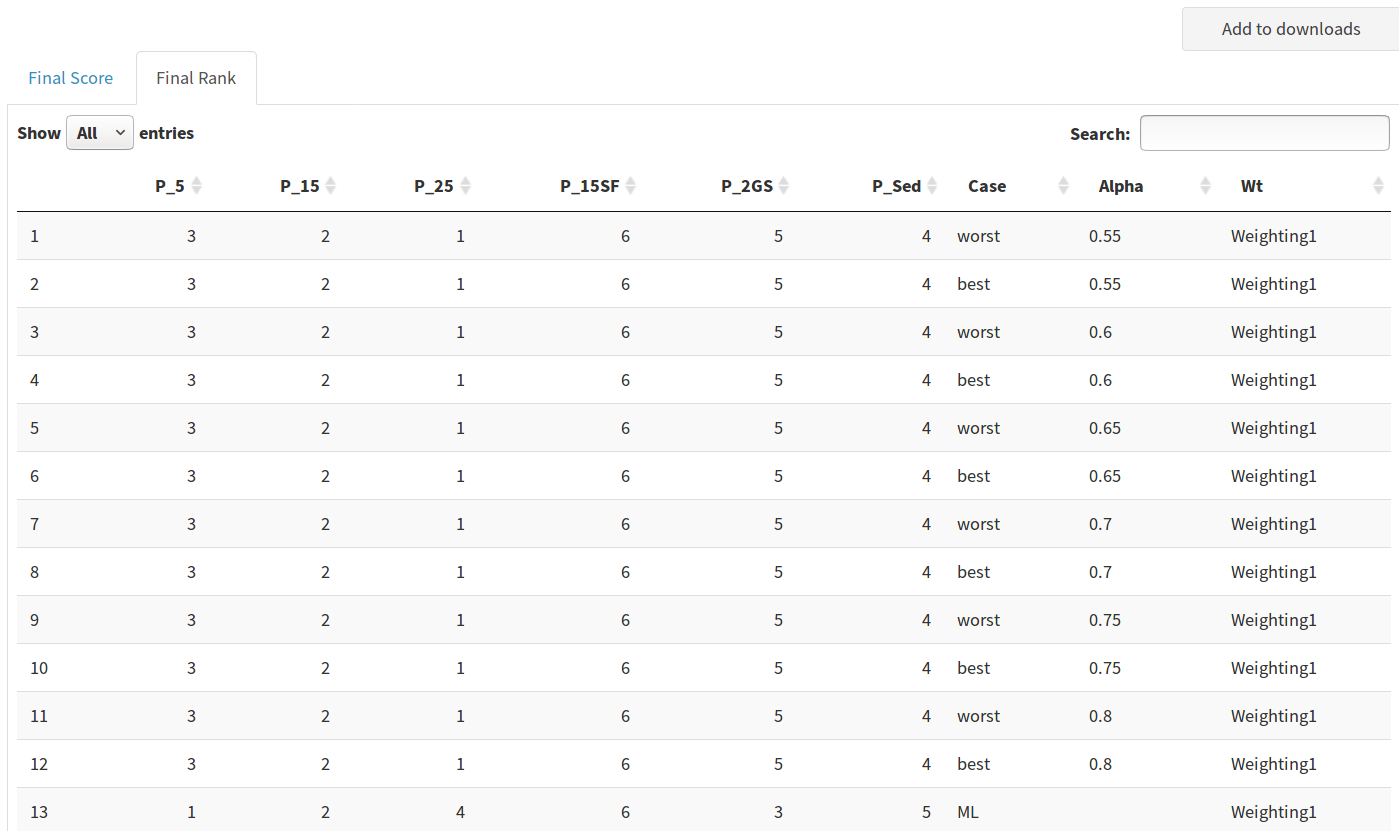 Add to downloads
Final Score Final Rank
Show All entries Search:
P_5 P_15 P_25 P_15SF P_2GS P_Sed Case Alpha Wt
1 3 2 1 6 5 4 worst 0.55 Weighting1
2 3 2 1 6 5 4 best 0.55 Weighting1
3 3 2 1 6 5 4 worst 0.6 Weighting1
4 3 2 1 6 5 4 best 0.6 Weighting1
5 3 2 1 6 5 4 worst 0.65 Weighting1
6 3 2 1 6 5 4 best 0.65 Weighting1
7 3 2 1 6 5 4 worst 0.7 Weighting1
8 3 2 1 6 5 4 best 0.7 Weighting1
9 3 2 1 6 5 4 worst 0.75 Weighting1
10 3 2 1 6 5 4 best 0.75 Weighting1
11 3 2 1 6 5 4 worst 0.8 Weighting1
12 3 2 1 6 5 4 best 0.8 Weighting1
13 1 2 4 6 3 5 ML Weighting1